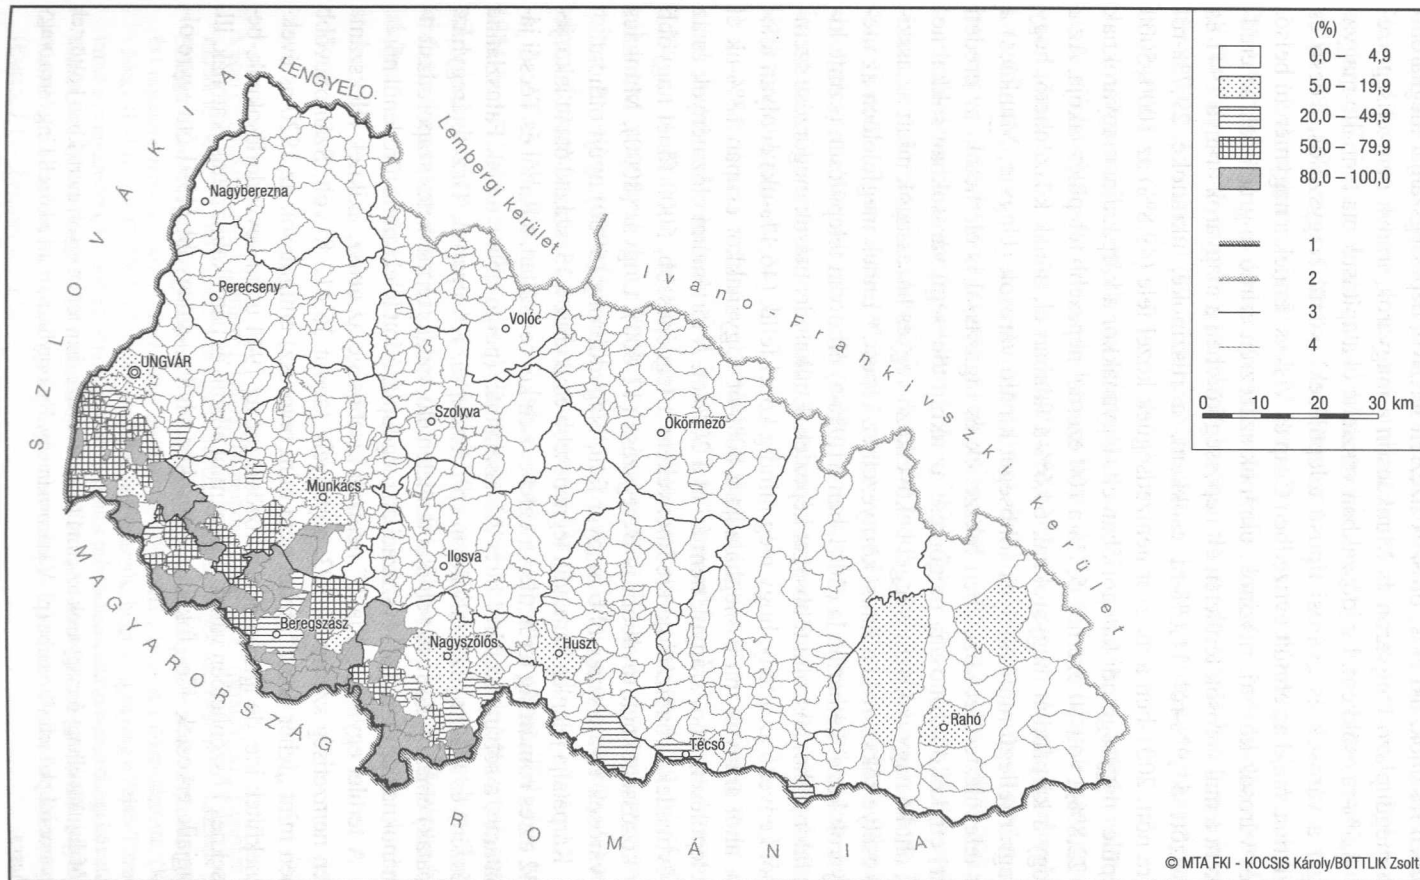 (%)
0,0 – 4,9
5,0 – 19,9
20,0 – 49,9
50,0 – 79,9
80,0 – 100,0
1
2
3
4
0 10 20 30 km
LENGYELO.
SZLOVÁKIA
Lembergi kerület
Ivano-Frankivszki kerület
Nagyberezna
Perecseny
Volóc
UNGVÁR
Szolyva
Ökörmező
Munkács
Ilosva
Beregszász
Nagyszőlős
Huszt
Rahó
Técső
MAGYARORSZÁG
ROMÁNIA
© MTA FKI - KOCSIS Károly/BOTTLIK Zsolt